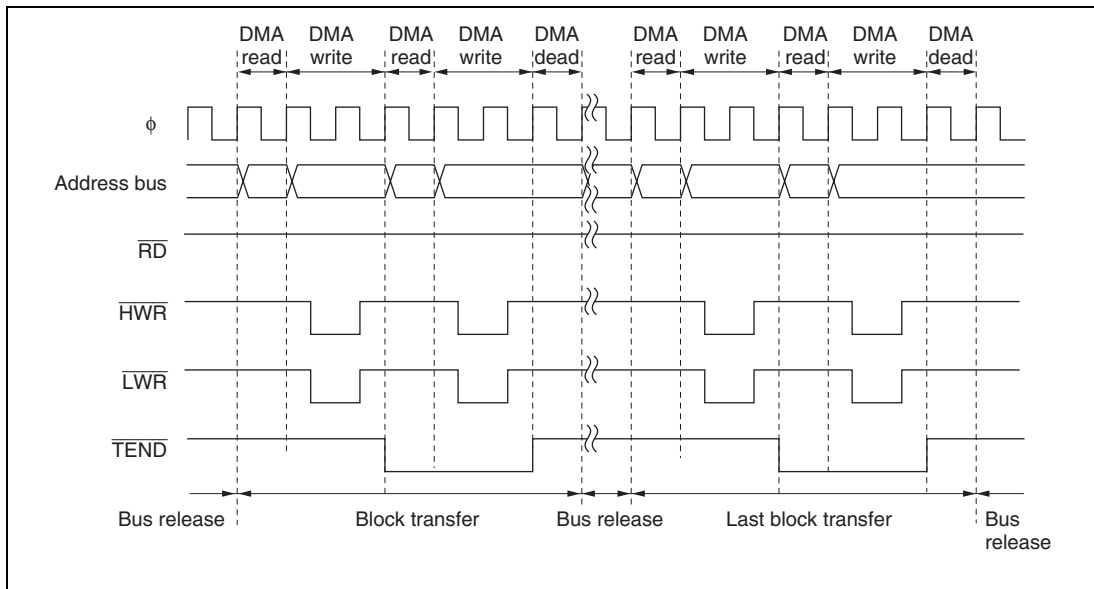 DMA DMA DMA DMA DMA DMA DMA DMA DMA DMA
read write read write dead read write read write dead
ϕ
Address bus
RD
HWR
LWR
TEND
Bus release Block transfer Bus release Last block transfer Bus
release